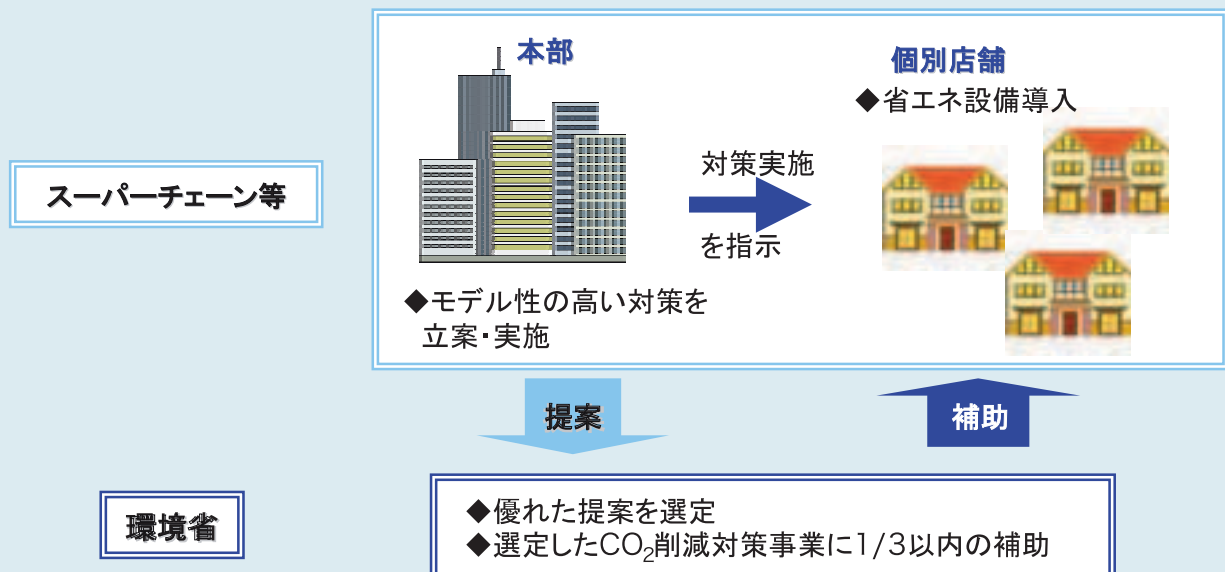 本部
個別店舗
◆省エネ設備導入
スーパーチェーン等
対策実施
を指示
◆モデル性の高い対策を
立案・実施
提案
補助
環境省
◆優れた提案を選定
◆選定したCO₂削減対策事業に1/3以内の補助